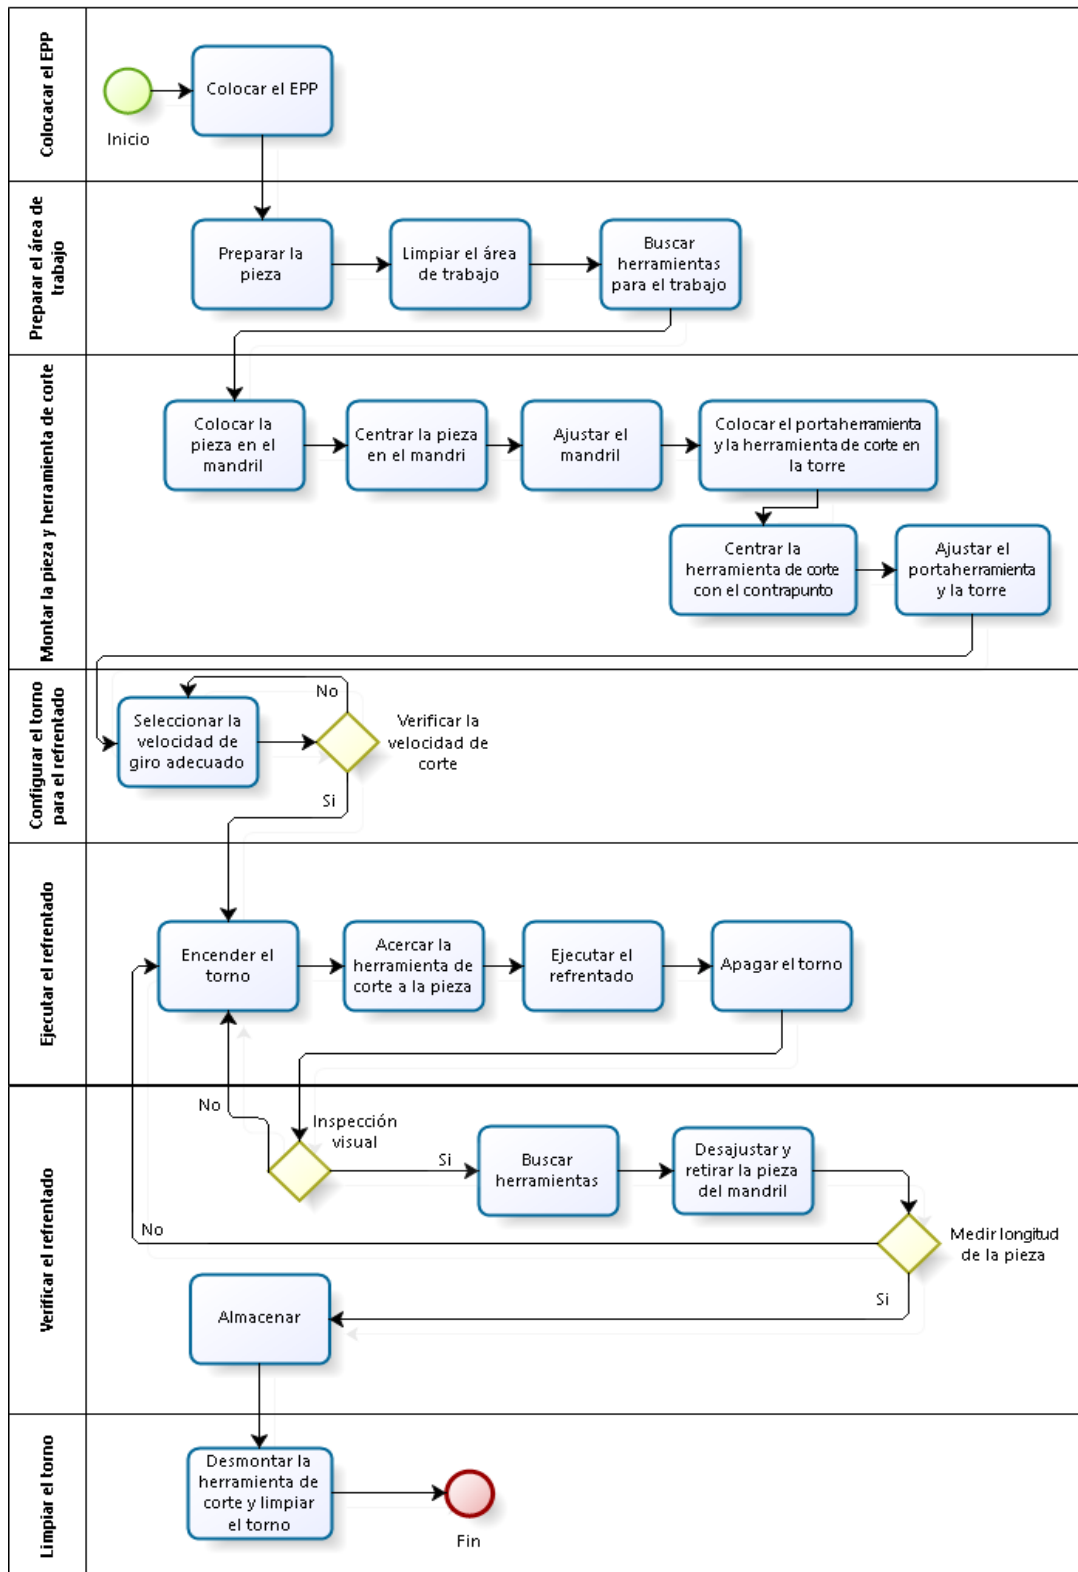 Colocacar el EPP
Colocar el EPP
Inicio
Preparar el área de
trabajo
Preparar la
pieza
Limpiar el área
de trabajo
Buscar
herramientas
para el trabajo
Montar la pieza y herramienta de corte
Colocar la
pieza en el
mandril
Centrar la pieza
en el mandri
Ajustar el
mandril
Colocar el portaherramienta
y la herramienta de corte en
la torre
Centrar la
herramienta de corte
con el contrapunto
Ajustar el
portaherramienta
y la torre
Configurar el torno
para el refrentado
No
Seleccionar la
velocidad de
giro adecuado
Verificar la
velocidad de
corte
Si
Ejecutar el refrentado
Encender el
torno
Acercar la
herramienta de
corte a la pieza
Ejecutar el
refrentado
Apagar el torno
Verificar el refrentado
No
Inspección
visual
Si
Buscar
herramientas
Desajustar y
retirar la pieza
del mandril
No
Medir longitud
de la pieza
Si
Almacenar
Limpiar el torno
Desmontar la
herramienta de
corte y limpiar
el torno
Fin